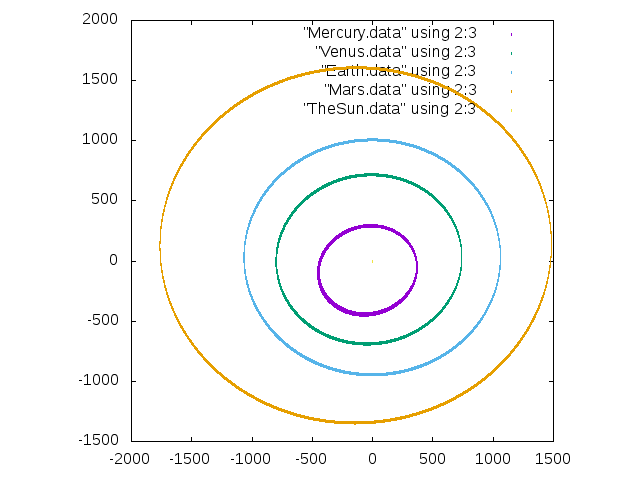 2000
"Mercury.data" using 2:3
"Venus.data" using 2:3
"Earth.data" using 2:3
"Mars.data" using 2:3
"TheSun.data" using 2:3
1500
1000
500
0
-500
-1000
-1500
-2000 -1500 -1000 -500 0 500 1000 1500